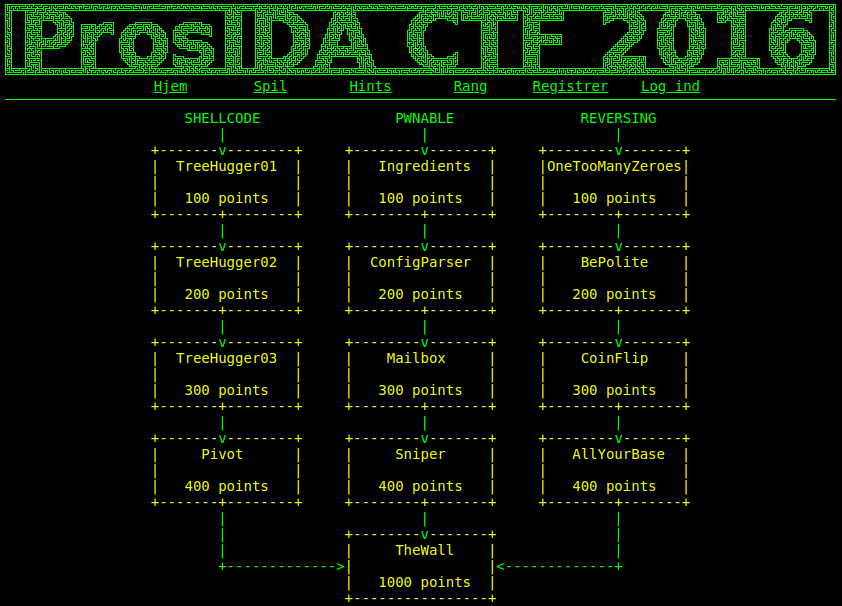 ProsIDA CTF 2016
Hjem Spil Hints Rang Registrer Log ind
SHELLCODE PWNABLE REVERSING
TreeHugger01 Ingredients OneTooManyZeroes
100 points 100 points 100 points
TreeHugger02 ConfigParser BePolite
200 points 200 points 200 points
TreeHugger03 Mailbox CoinFlip
300 points 300 points 300 points
Pivot Sniper AllYourBase
400 points 400 points 400 points
TheWall
1000 points